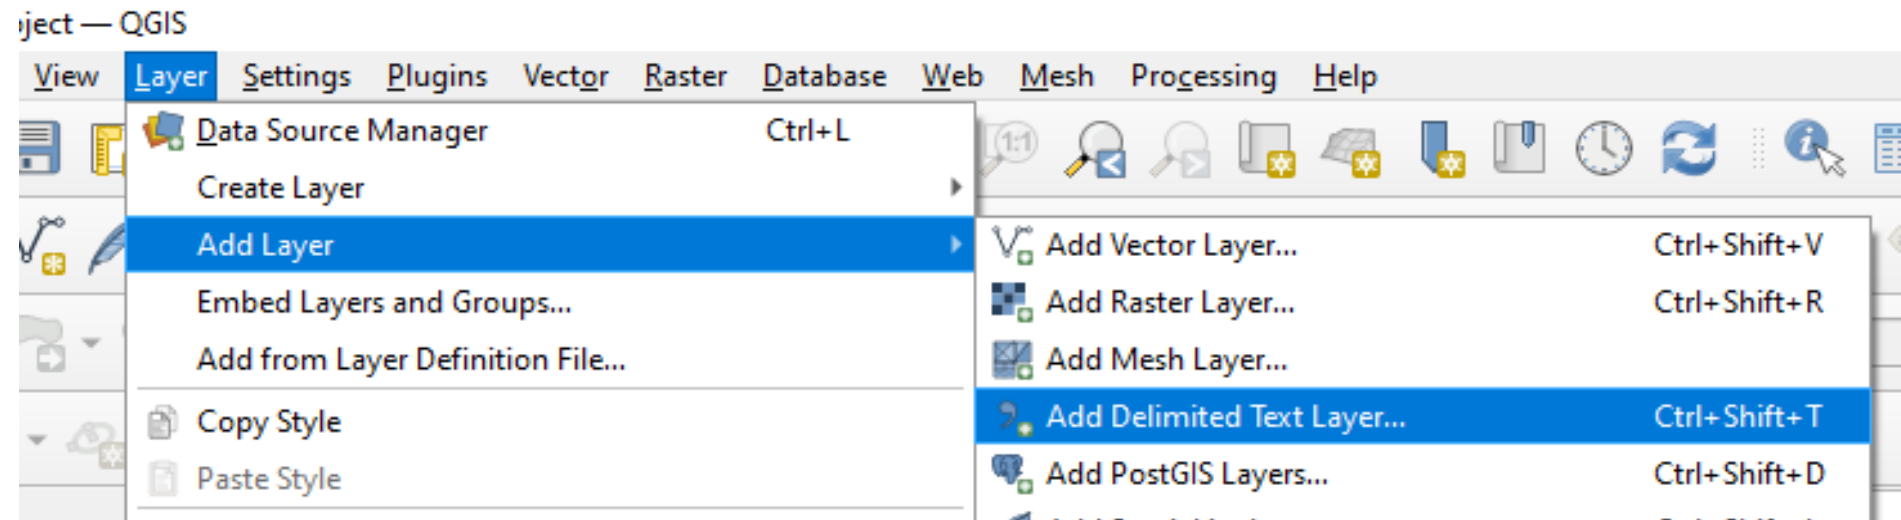 ject — QGIS
View Layer Settings Plugins Vector Raster Database Web Mesh Processing Help
Data Source Manager Ctrl+L
1:1
Create Layer
Add Layer
Add Vector Layer... Ctrl+Shift+V
Embed Layers and Groups...
Add Raster Layer... Ctrl+Shift+R
Add from Layer Definition File...
Add Mesh Layer...
Copy Style
Add Delimited Text Layer... Ctrl+Shift+T
Paste Style
Add PostGIS Layers... Ctrl+Shift+D